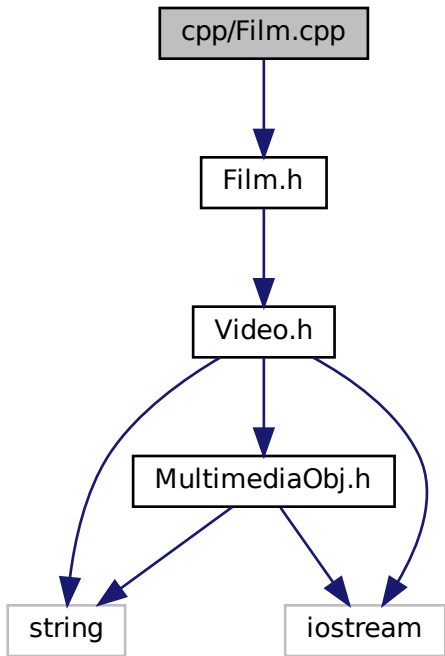 cpp/Film.cpp
Film.h
Video.h
MultimediaObj.h
string
iostream